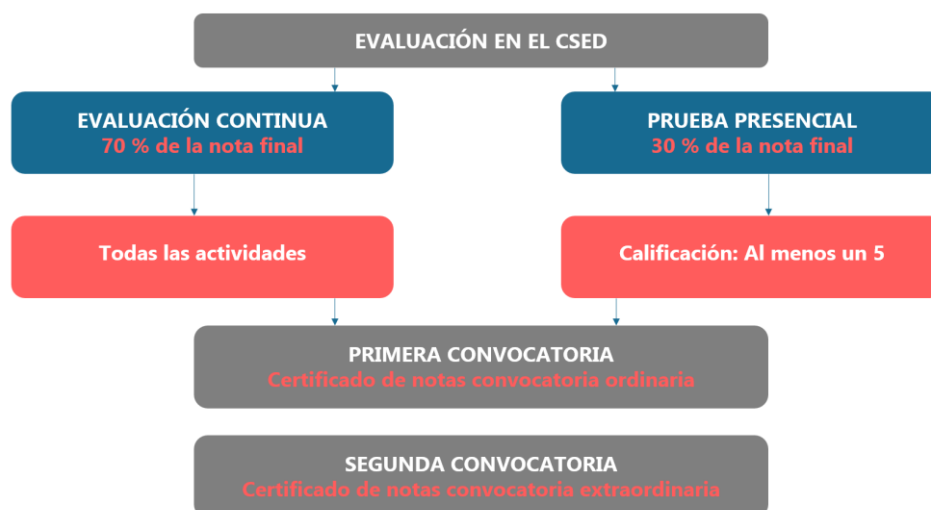 EVALUACIÓN EN EL CSED
EVALUACIÓN CONTINUA
70 % de la nota final
PRUEBA PRESENCIAL
30 % de la nota final
Todas las actividades
Calificación: Al menos un 5
PRIMERA CONVOCATORIA
Certificado de notas convocatoria ordinaria
SEGUNDA CONVOCATORIA
Certificado de notas convocatoria extraordinaria